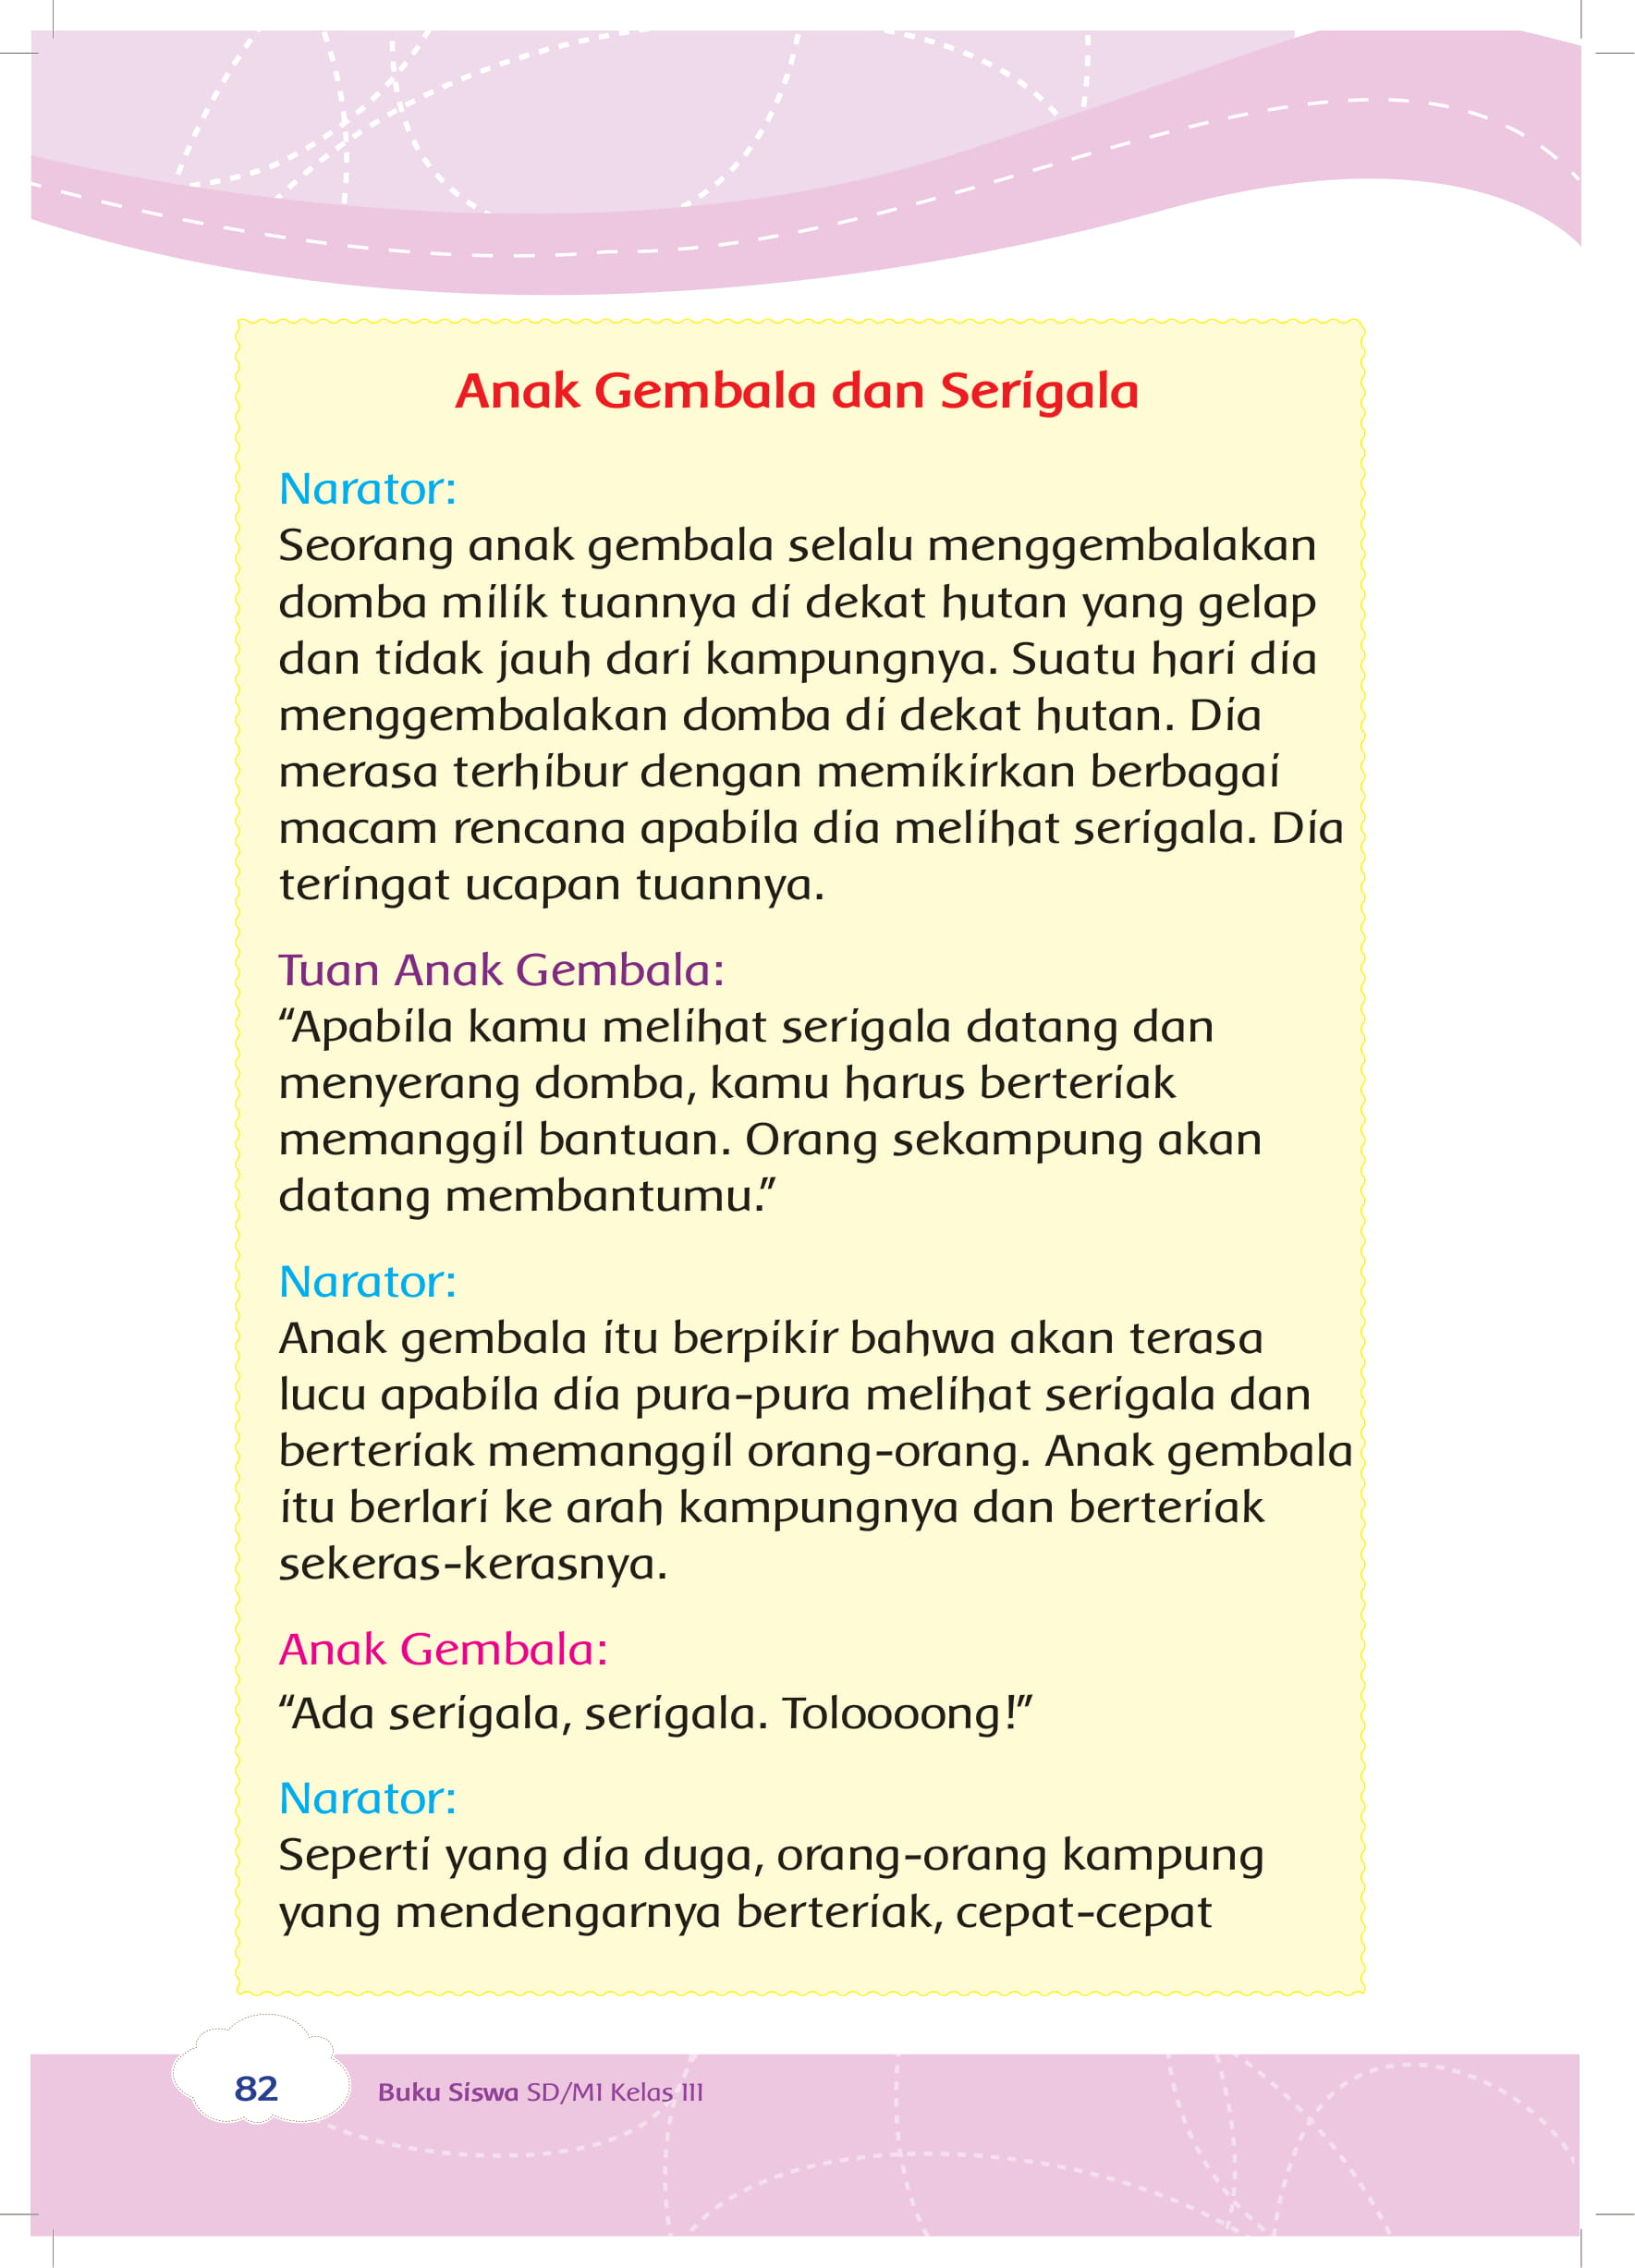 Anak Gembala dan Serigala
Narator:
Seorang anak gembala selalu menggembalakan
domba milik tuannya di dekat hutan yang gelap
dan tidak jauh dari kampungnya. Suatu hari dia
menggembalakan domba di dekat hutan. Dia
merasa terhibur dengan memikirkan berbagai
macam rencana apabila dia melihat serigala. Dia
teringat ucapan tuannya.
Tuan Anak Gembala:
“Apabila kamu melihat serigala datang dan
menyerang domba, kamu harus berteriak
memanggil bantuan. Orang sekampung akan
datang membantumu.”
Narator:
Anak gembala itu berpikir bahwa akan terasa
lucu apabila dia pura-pura melihat serigala dan
berteriak memanggil orang-orang. Anak gembala
itu berlari ke arah kampungnya dan berteriak
sekeras-kerasnya.
Anak Gembala:
“Ada serigala, serigala. Toloooong!”
Narator:
Seperti yang dia duga, orang-orang kampung
yang mendengarnya berteriak, cepat-cepat
82
Buku Siswa SD/MI Kelas III